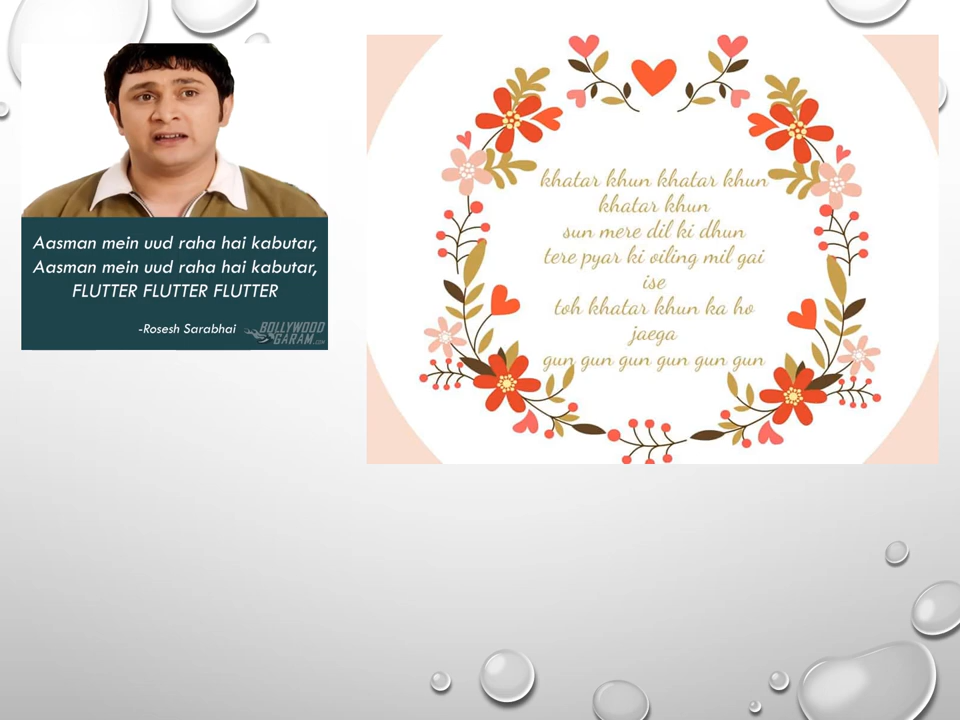 Aasman mein uud raha hai kabutar,
Aasman mein uud raha hai kabutar,
FLUTTER FLUTTER FLUTTER
-Rosesh Sarabhai
BOLLYWOOD
GARAM.com
khatar khun khatar khun
khatar khun
sun mere dil ki dhun
tere pyar ki oiling mil gai
ise
toh khatar khun ka ho
jaega
gun gun gun gun gun gun